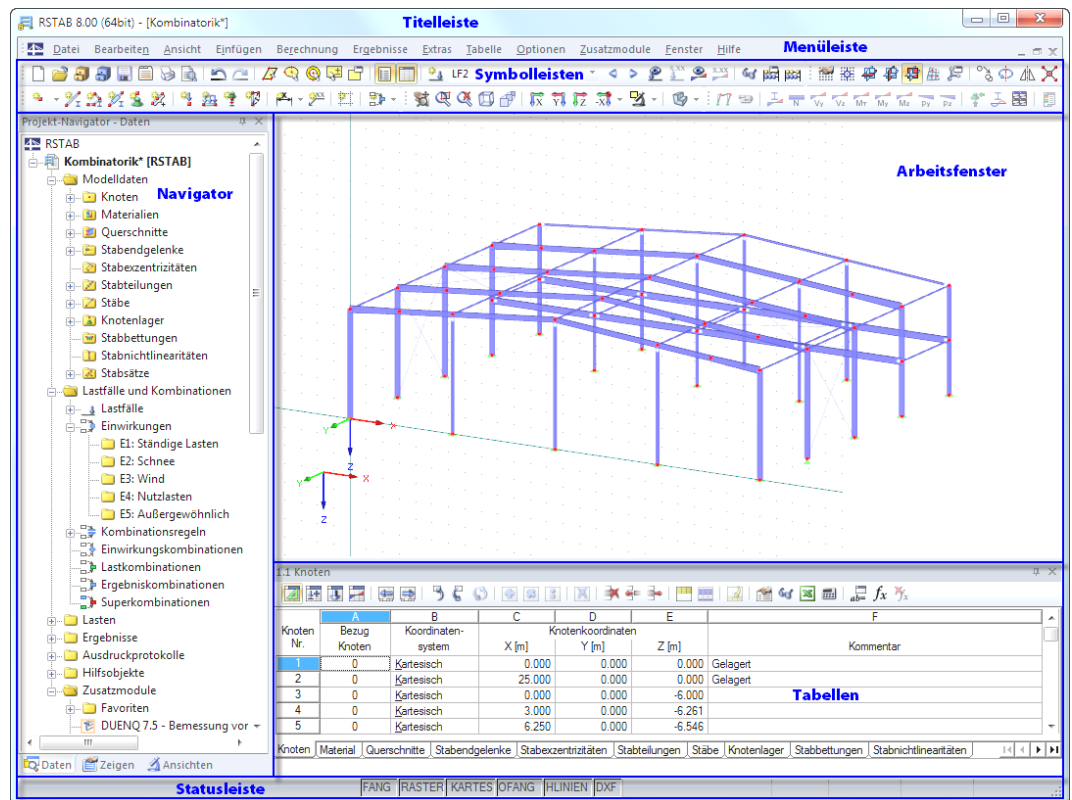 RSTAB 8.00 (64bit) - [Kombinatorik*]
Titelleiste
Datei Bearbeiten Ansicht Einfügen Berechnung Ergebnisse Extras Tabelle Optionen Zusatzmodule Fenster Hilfe
Menüleiste
LF2
Symbolleisten
Projekt-Navigator - Daten
RSTAB
Kombinatorik* [RSTAB]
Modelldaten
Knoten
Navigator
Materialien
Querschnitte
Stabendgelenke
Stabexzentrizitäten
Stabteilungen
Stäbe
Knotenlager
Stabbettungen
Stabnichtlinearitäten
Stabsätze
Lastfälle und Kombinationen
Lastfälle
Einwirkungen
E1: Ständige Lasten
E2: Schnee
E3: Wind
E4: Nutzlasten
E5: Außergewöhnlich
Kombinationsregeln
Einwirkungskombinationen
Lastkombinationen
Ergebniskombinationen
Superkombinationen
Lasten
Ergebnisse
Ausdruckprotokolle
Hilfsobjekte
Zusatzmodule
Favoriten
DUENQ 7.5 - Bemessung vor
Daten Zeigen Ansichten
Arbeitsfenster
Y X
Z
Y X
Z
1.1 Knoten
A B C D E F
Knoten Bezug Koordinaten- Knotenkoordinaten
Nr. Knoten system X [m] Y [m] Z [m] Kommentar
1 0 Kartesisch 0.000 0.000 0.000 Gelagert
2 0 Kartesisch 25.000 0.000 0.000 Gelagert
3 0 Kartesisch 0.000 0.000 -6.000
4 0 Kartesisch 3.000 0.000 -6.261
5 0 Kartesisch 6.250 0.000 -6.546
Tabellen
Knoten Material Querschnitte Stabendgelenke Stabexzentrizitäten Stabteilungen Stäbe Knotenlager Stabbettungen Stabnichtlinearitäten
Statusleiste
FANG RASTER KARTES OFANG HLINIEN DXF